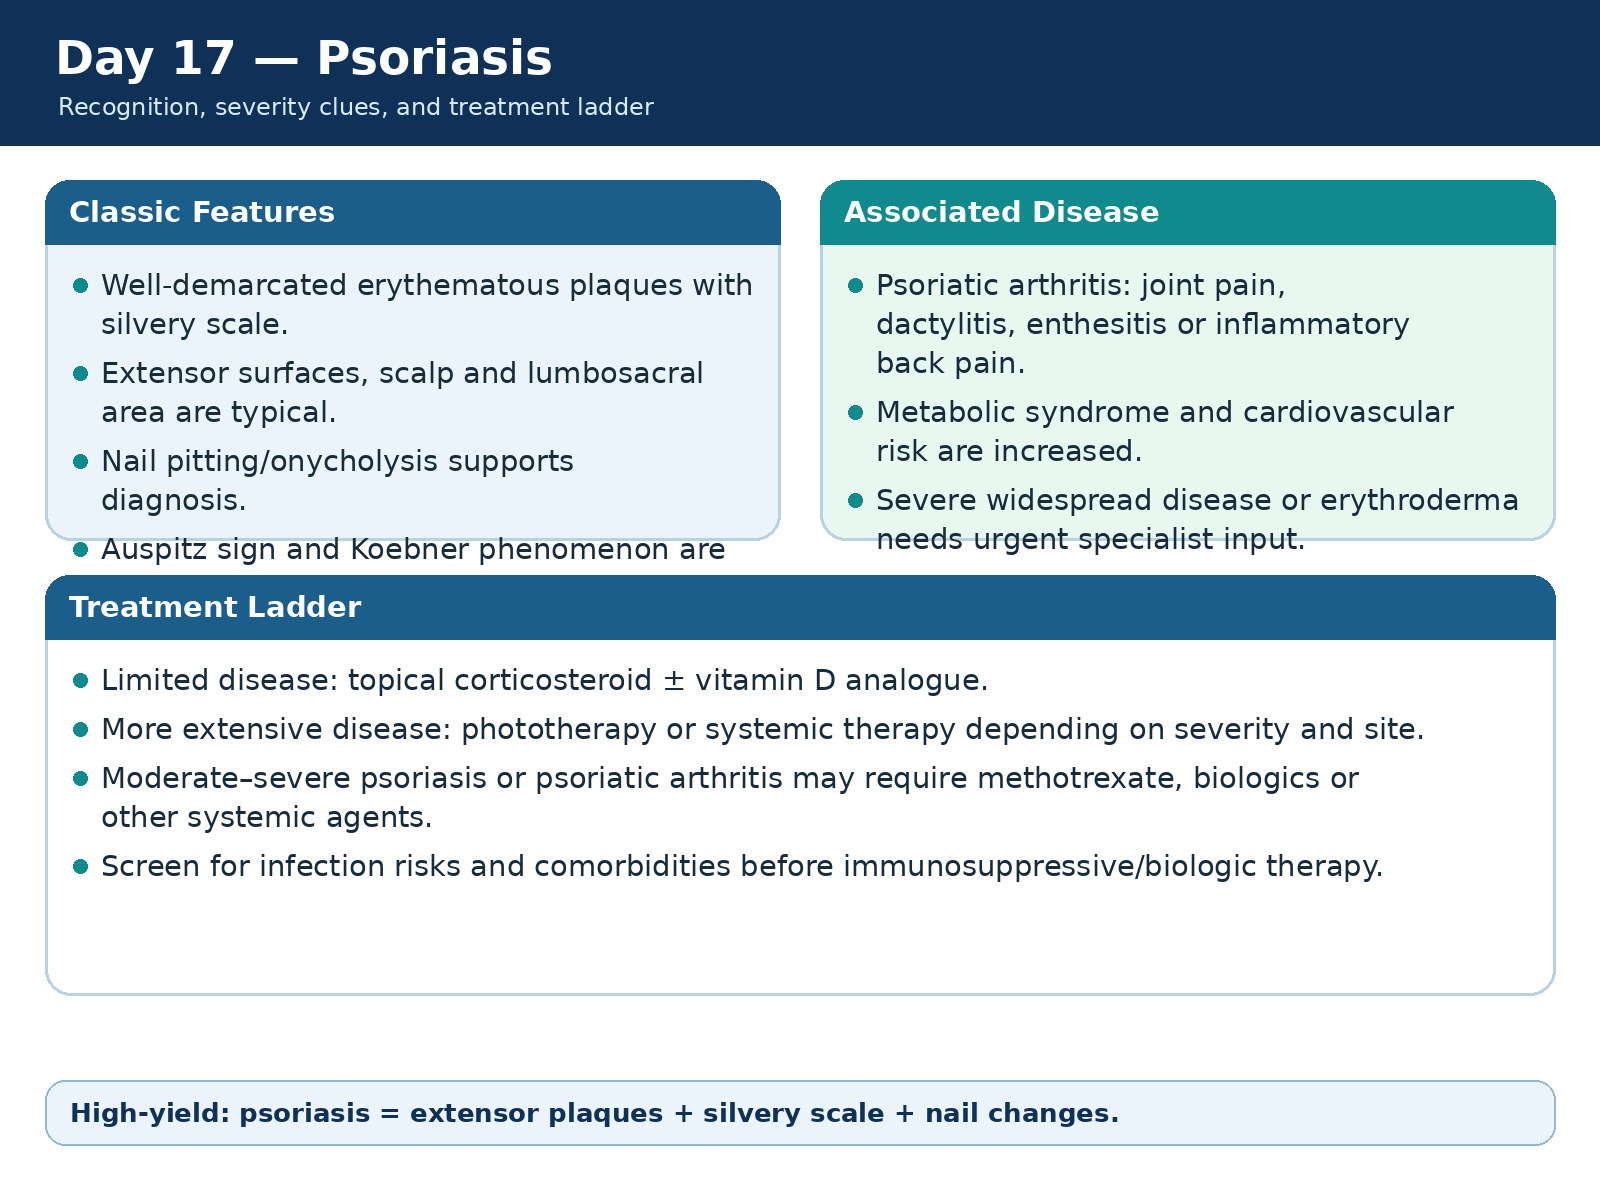 Day 17 — Psoriasis
Recognition, severity clues, and treatment ladder
Classic Features
Well-demarcated erythematous plaques with
silvery scale.
Extensor surfaces, scalp and lumbosacral
area are typical.
Nail pitting/onycholysis supports
diagnosis.
Auspitz sign and Koebner phenomenon are
Associated Disease
Psoriatic arthritis: joint pain,
dactylitis, enthesitis or inflammatory
back pain.
Metabolic syndrome and cardiovascular
risk are increased.
Severe widespread disease or erythroderma
needs urgent specialist input.
Treatment Ladder
Limited disease: topical corticosteroid ± vitamin D analogue.
More extensive disease: phototherapy or systemic therapy depending on severity and site.
Moderate–severe psoriasis or psoriatic arthritis may require methotrexate, biologics or
other systemic agents.
Screen for infection risks and comorbidities before immunosuppressive/biologic therapy.
High-yield: psoriasis = extensor plaques + silvery scale + nail changes.